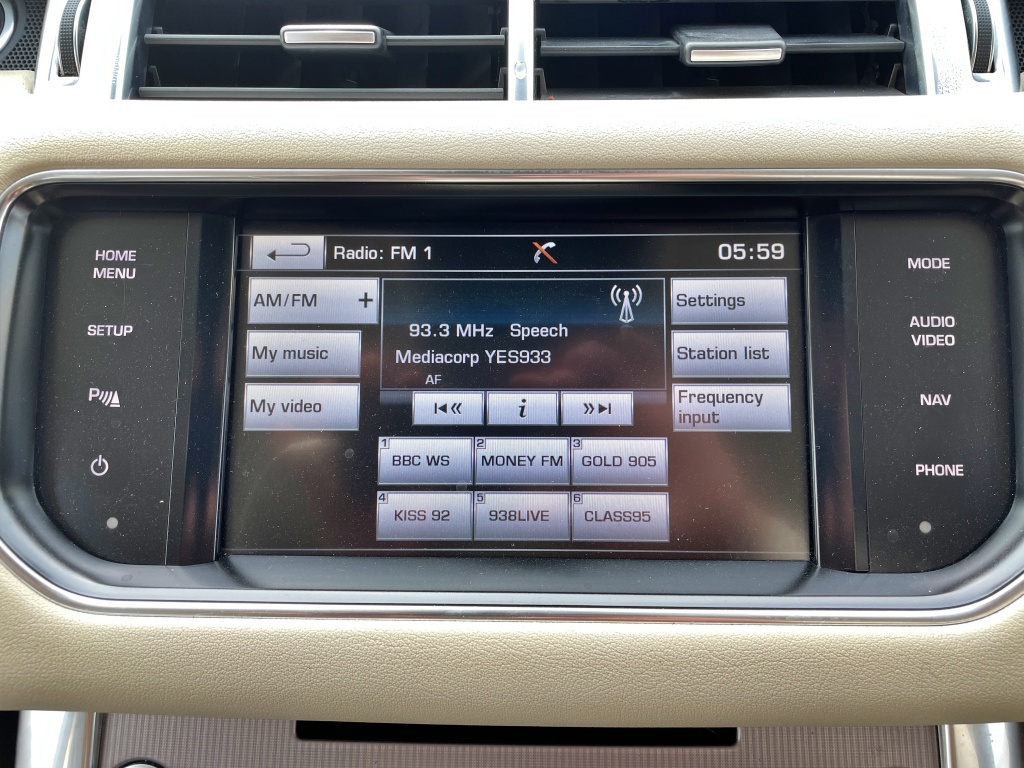 HOME
MENU
SETUP
P
Radio: FM 1
05:59
AM/FM +
My music
My video
93.3 MHz Speech
Mediacorp YES933
AF
i
Settings
Station list
Frequency
input
1 BBC WS
2 MONEY FM
3 GOLD 905
4 KISS 92
5 938LIVE
6 CLASS95
MODE
AUDIO
VIDEO
NAV
PHONE